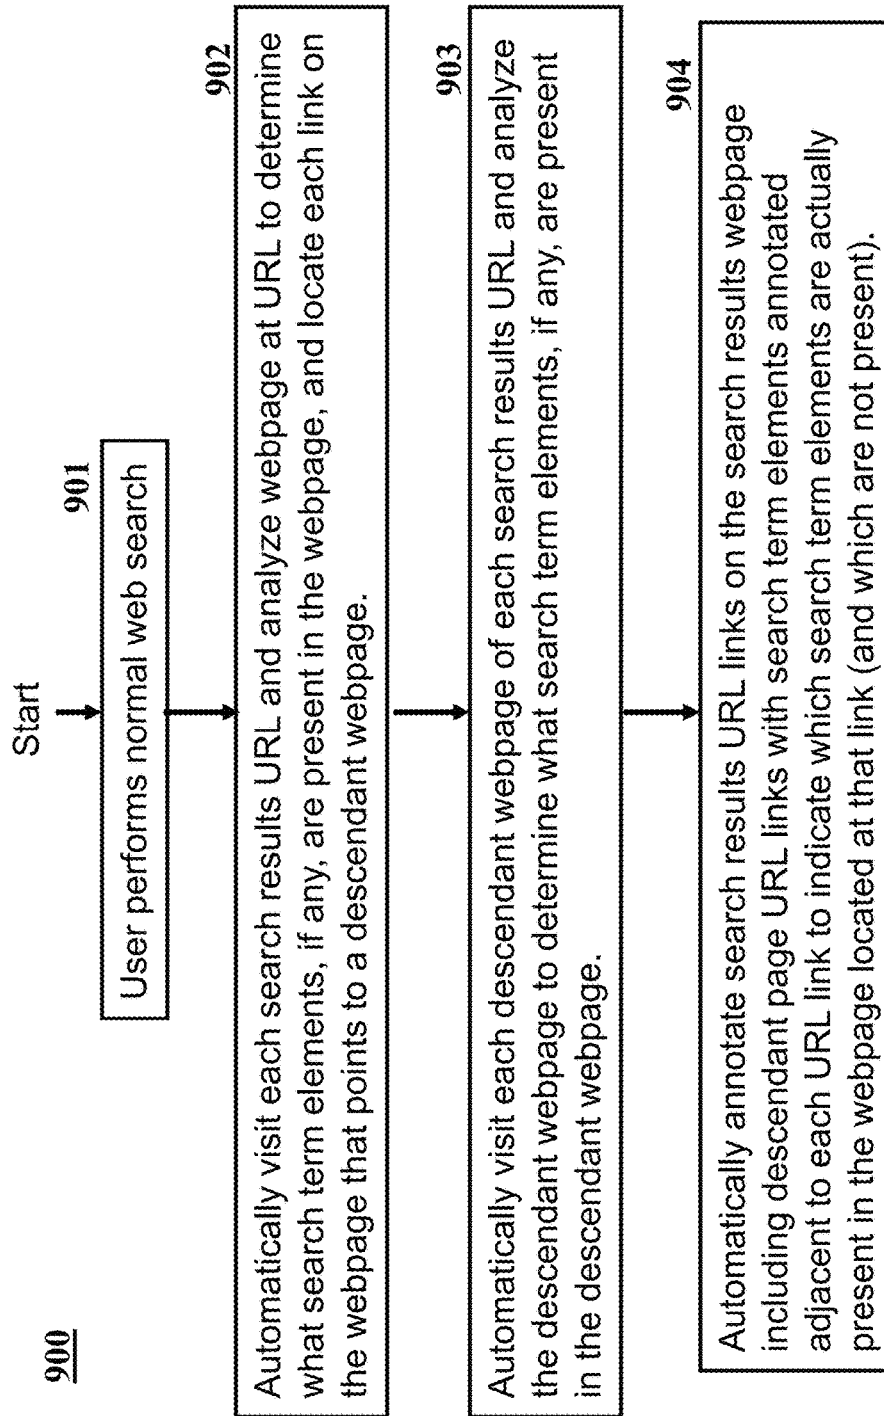 900
Start
901
User performs normal web search
902
Automatically visit each search results URL and analyze webpage at URL to determine
what search term elements, if any, are present in the webpage, and locate each link on
the webpage that points to a descendant webpage.
903
Automatically visit each descendant webpage of each search results URL and analyze
the descendant webpage to determine what search term elements, if any, are present
in the descendant webpage.
904
Automatically annotate search results URL links on the search results webpage
including descendant page URL links with search term elements annotated
adjacent to each URL link to indicate which search term elements are actually
present in the webpage located at that link (and which are not present).